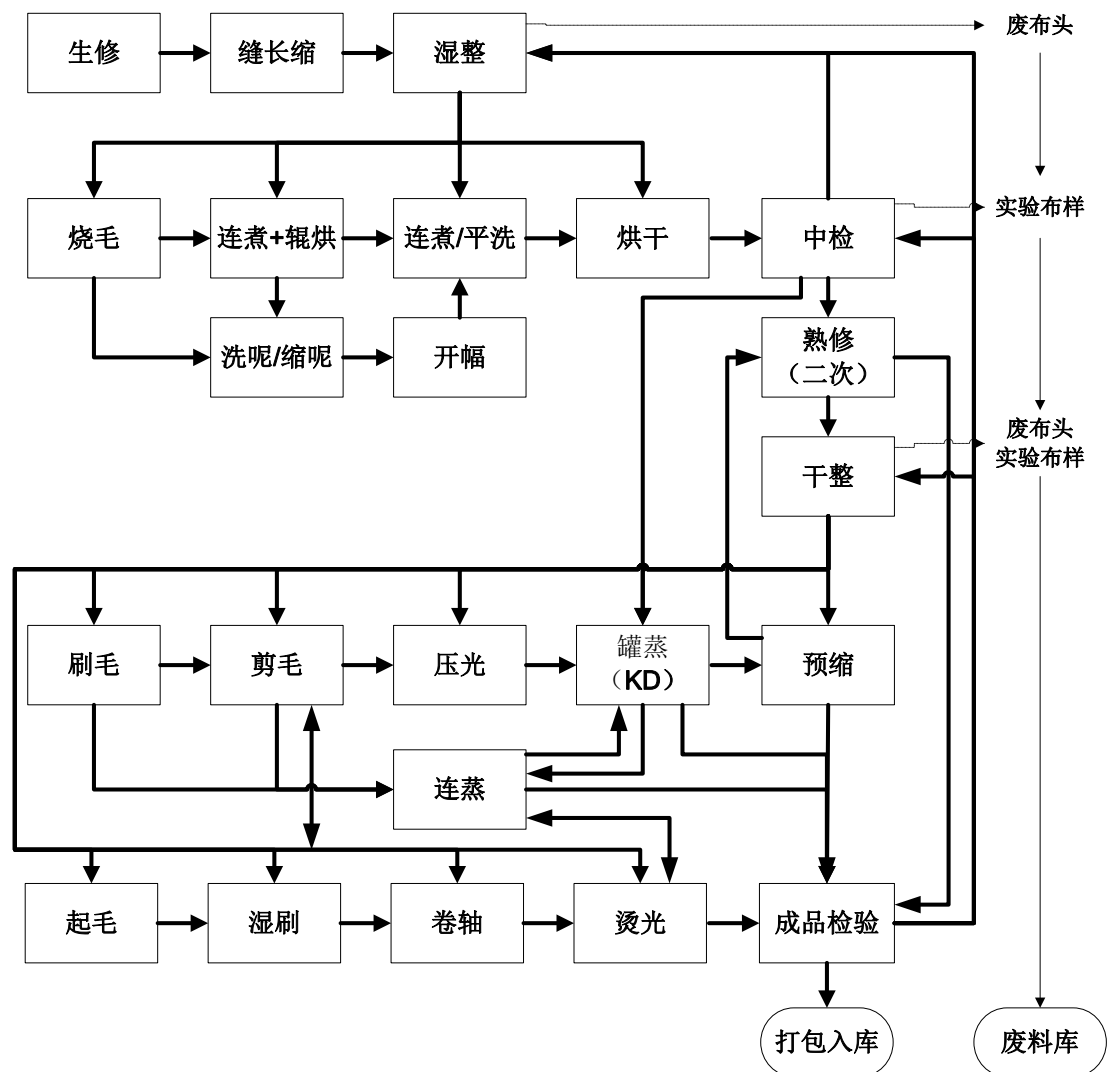 生修
缝长缩
湿整
废布头
烧毛
连煮+辊烘
连煮/平洗
烘干
中检
实验布样
洗呢/缩呢
开幅
熟修
（二次）
废布头
实验布样
干整
刷毛
剪毛
压光
罐蒸
（KD）
预缩
连蒸
起毛
湿刷
卷轴
烫光
成品检验
打包入库
废料库